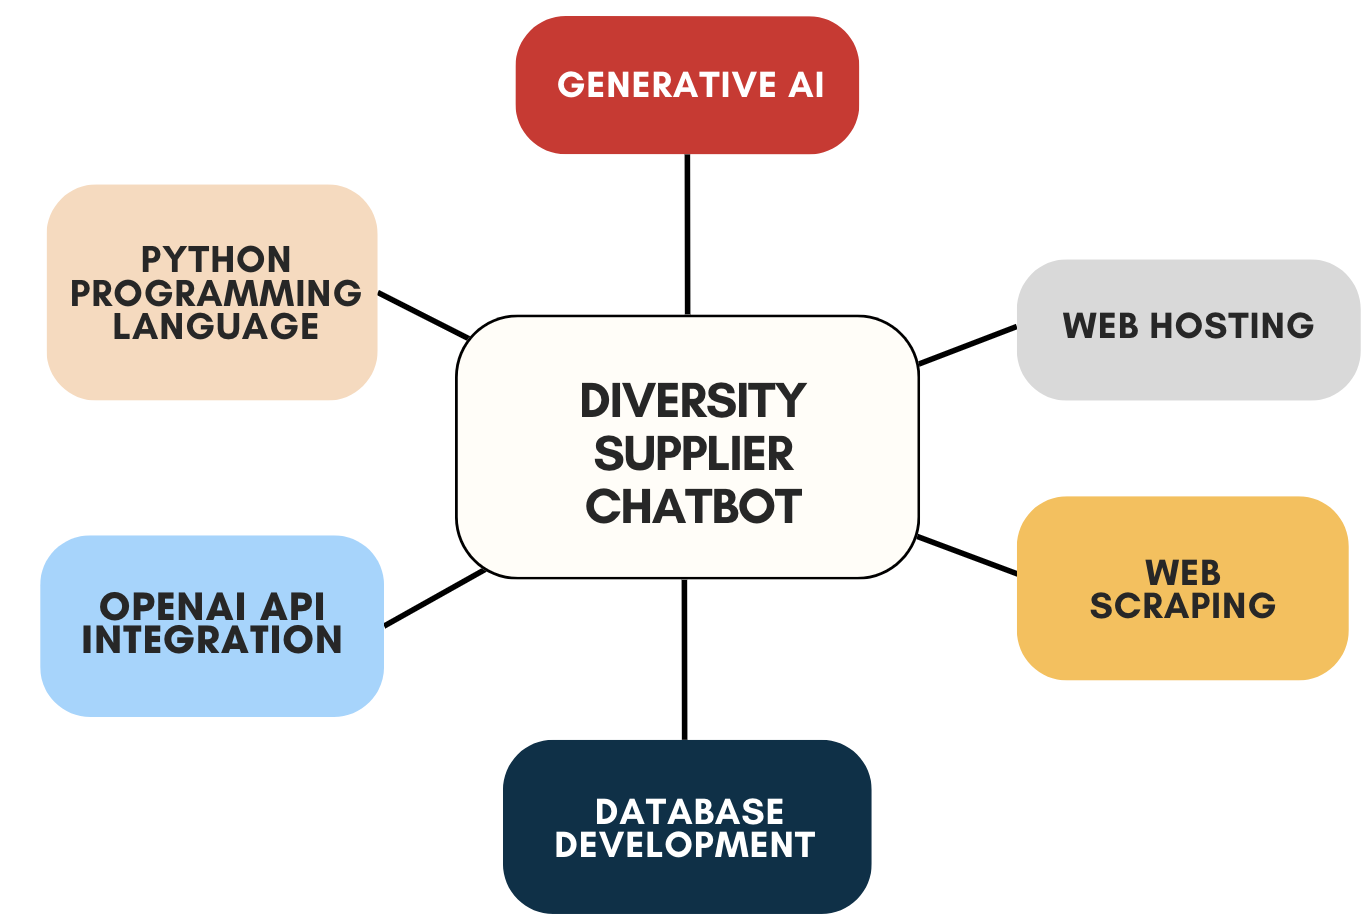 GENERATIVE AI
PYTHON
PROGRAMMING
LANGUAGE
WEB HOSTING
DIVERSITY
SUPPLIER
CHATBOT
OPENAI API
INTEGRATION
WEB
SCRAPING
DATABASE
DEVELOPMENT